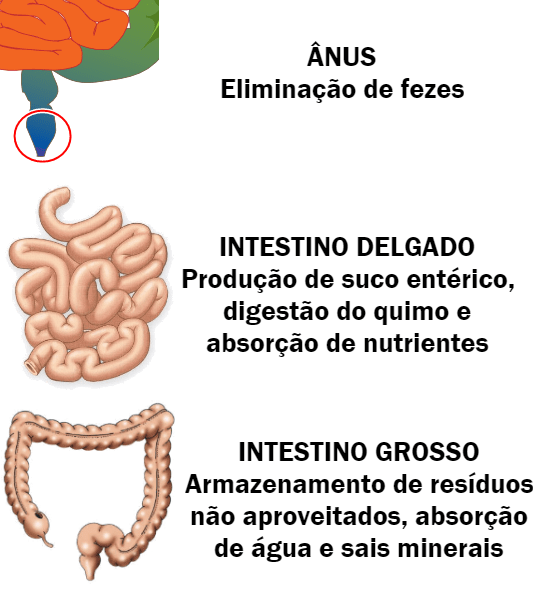 ÂNUS
Eliminação de fezes
INTESTINO DELGADO
Produção de suco entérico,
digestão do quimo e
absorção de nutrientes
INTESTINO GROSSO
Armazenamento de resíduos
não aproveitados, absorção
de água e sais minerais